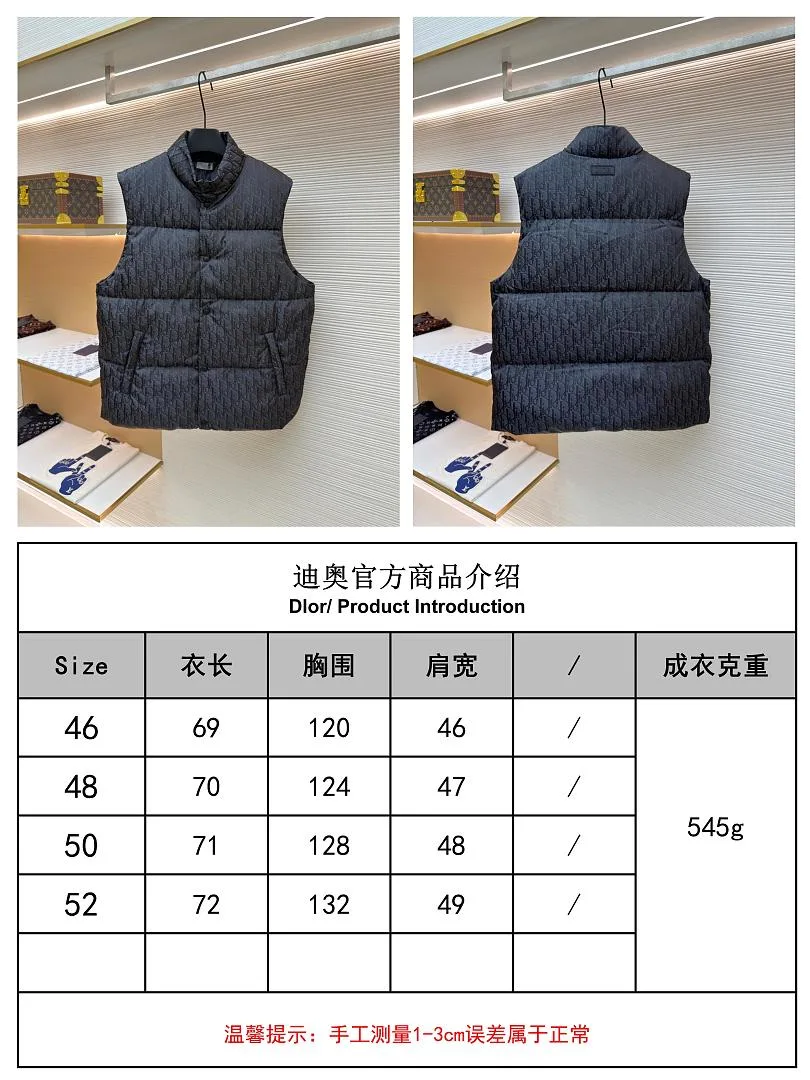 迪奥官方商品介绍
DIor/ Product Introduction
Size 衣长 胸围 肩宽 / 成衣克重
46 69 120 46 /
48 70 124 47 /
545g
50 71 128 48 /
52 72 132 49 /
温馨提示：手工测量1-3cm误差属于正常